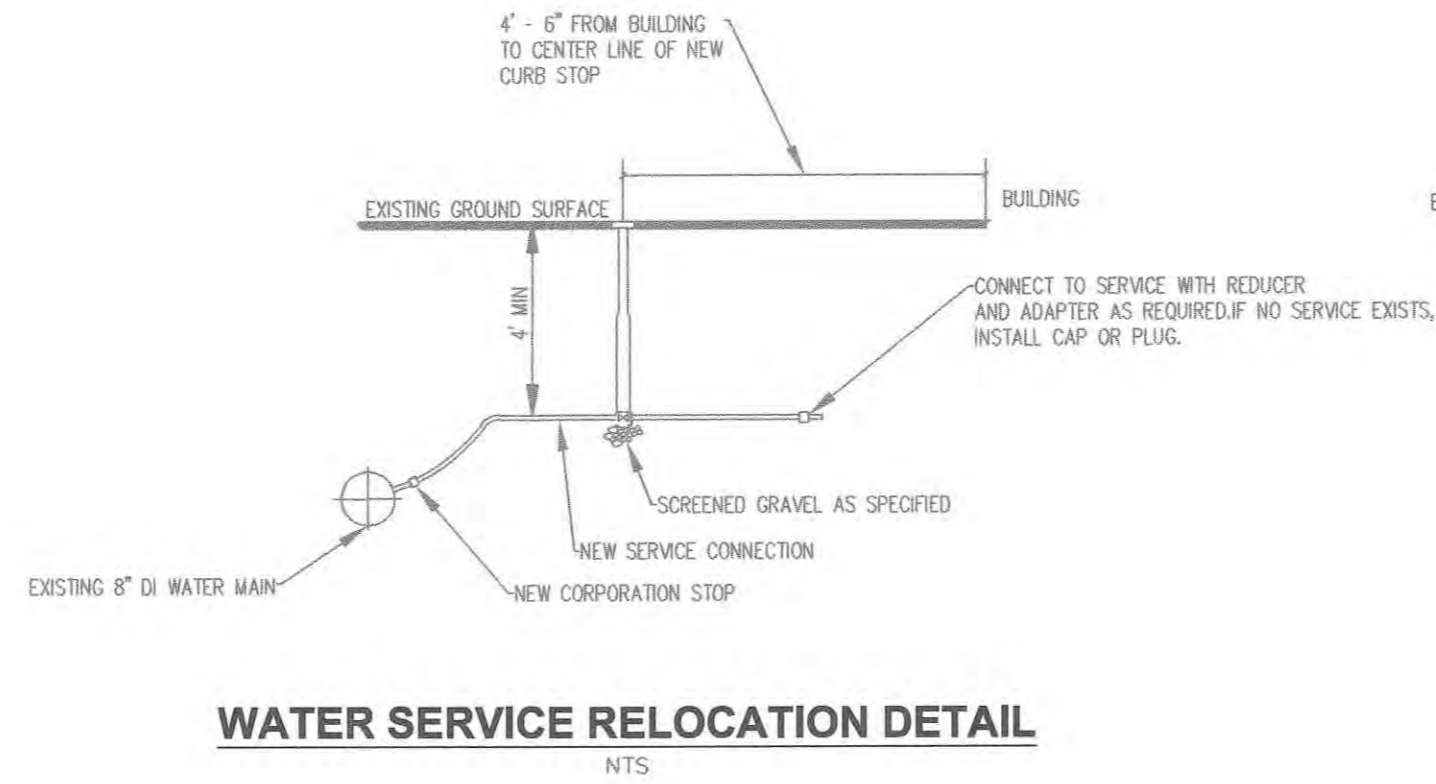 4' - 6" FROM BUILDING
TO CENTER LINE OF NEW
CURB STOP
EXISTING GROUND SURFACE
BUILDING
4' MIN
CONNECT TO SERVICE WITH REDUCER
AND ADAPTER AS REQUIRED.IF NO SERVICE EXISTS,
INSTALL CAP OR PLUG.
SCREENED GRAVEL AS SPECIFIED
NEW SERVICE CONNECTION
EXISTING 8" DI WATER MAIN
NEW CORPORATION STOP
WATER SERVICE RELOCATION DETAIL
NTS